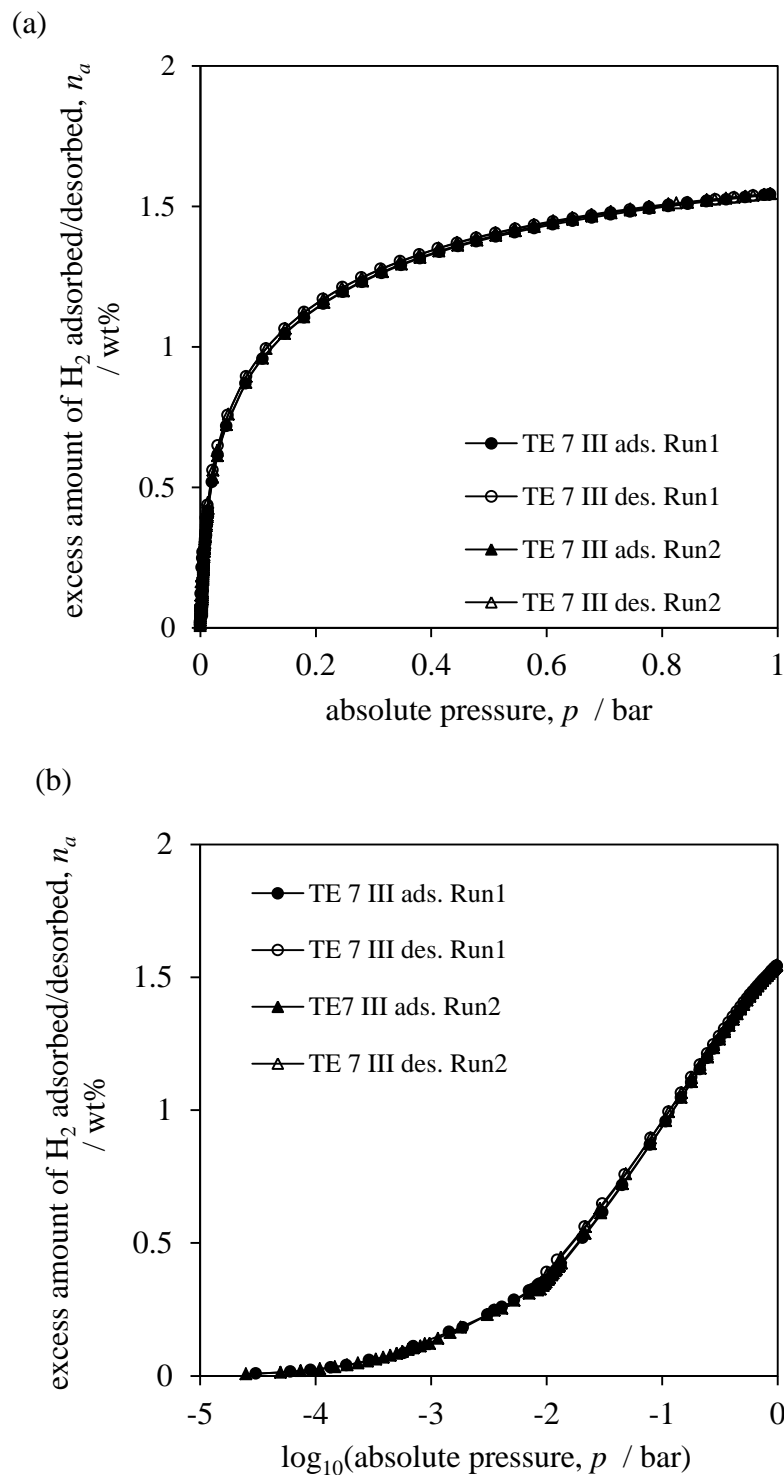 (a)
2
1.5
1
0.5
0
excess amount of H₂ adsorbed/desorbed, nₐ
/ wt%
TE 7 III ads. Run1
TE 7 III des. Run1
TE 7 III ads. Run2
TE 7 III des. Run2
0 0.2 0.4 0.6 0.8 1
absolute pressure, p / bar
(b)
2
1.5
1
0.5
0
excess amount of H₂ adsorbed/desorbed, nₐ
/ wt%
TE 7 III ads. Run1
TE 7 III des. Run1
TE7 III ads. Run2
TE 7 III des. Run2
-5 -4 -3 -2 -1 0
log₁₀(absolute pressure, p / bar)